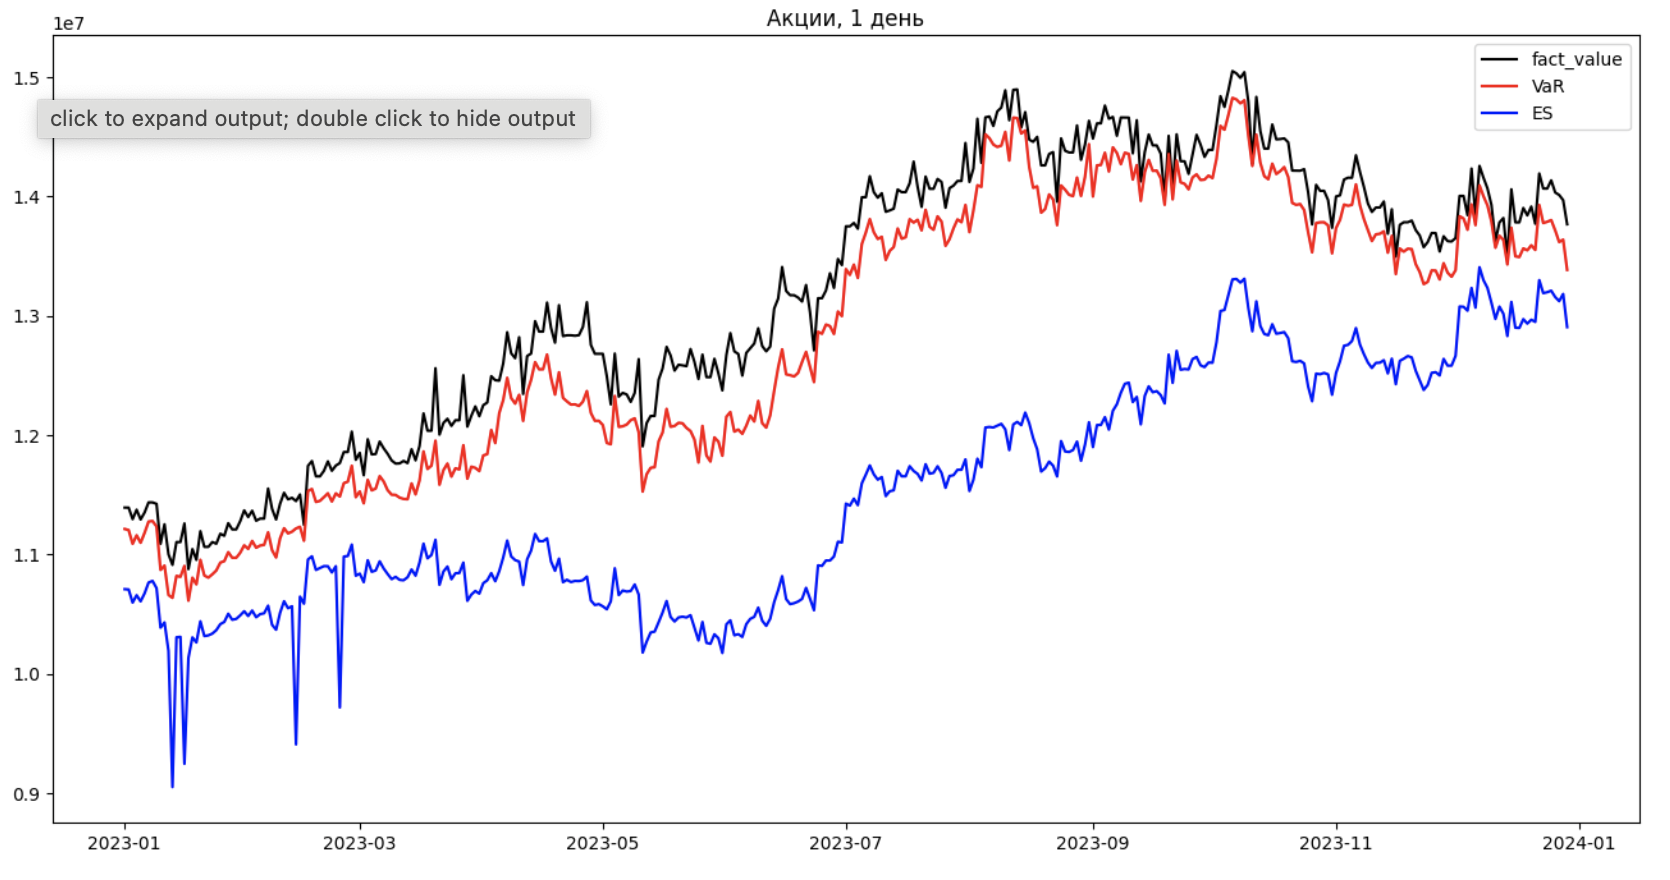 Акции, 1 день
1e7
fact_value
VaR
ES
click to expand output; double click to hide output
1.5
1.4
1.3
1.2
1.1
1.0
0.9
2023-01
2023-03
2023-05
2023-07
2023-09
2023-11
2024-01